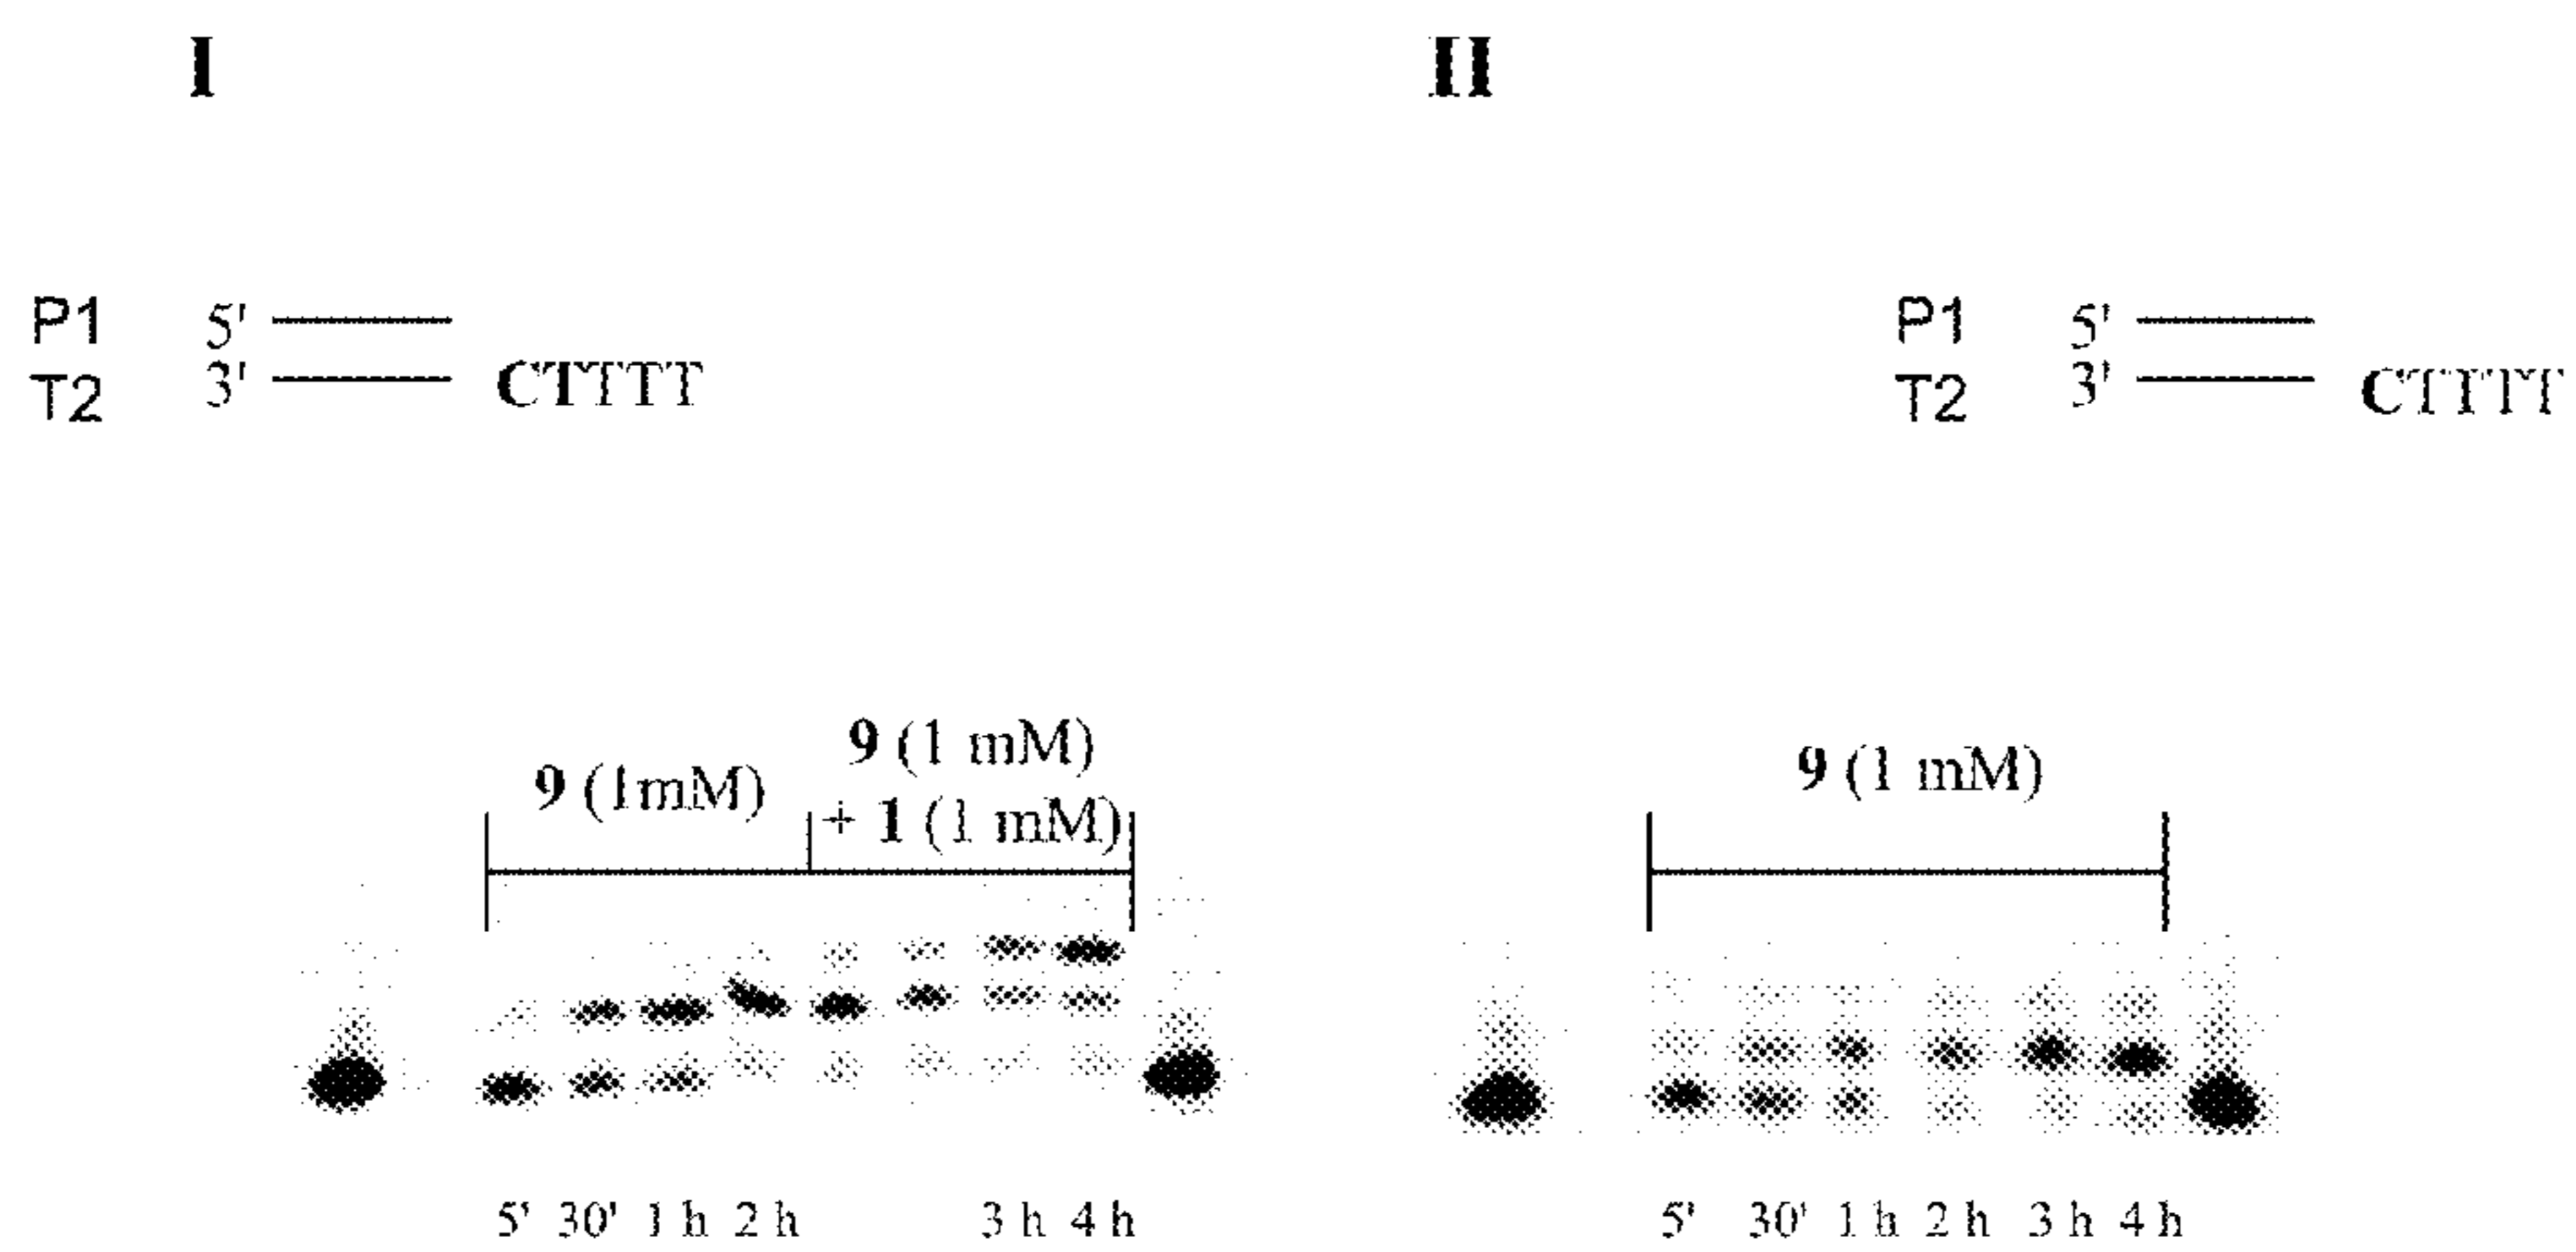 I
II
P1 5'
T2 3' CTTTT
P1 5'
T2 3' CTTTT
9 (1mM)
9 (1 mM)
+ 1 (1 mM)
9 (1 mM)
5' 30' 1 h 2 h 3 h 4 h
5' 30' 1 h 2 h 3 h 4 h